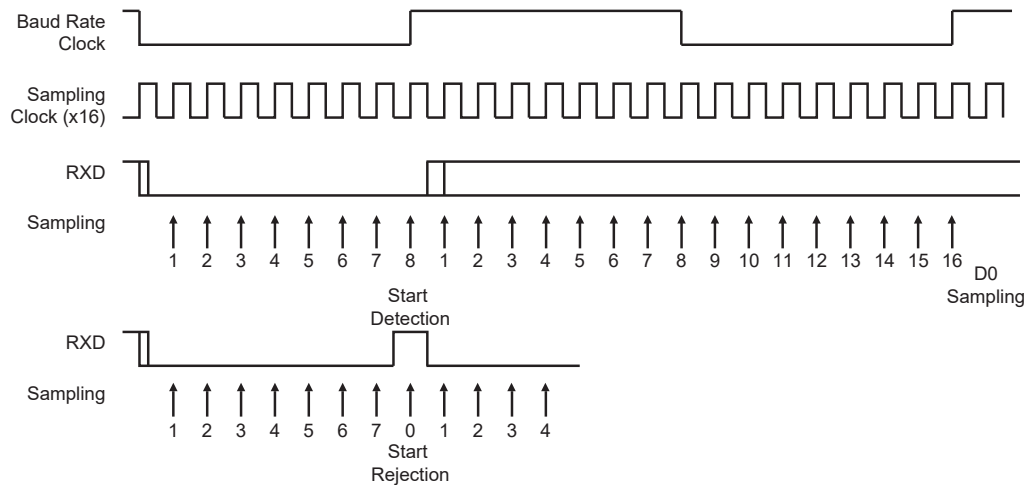 Baud Rate
Clock
Sampling
Clock (x16)
RXD
Sampling
1 2 3 4 5 6 7 8 1 2 3 4 5 6 7 8 9 10 11 12 13 14 15 16
D0
Sampling
Start
Detection
RXD
Sampling
1 2 3 4 5 6 7 0 1 2 3 4
Start
Rejection